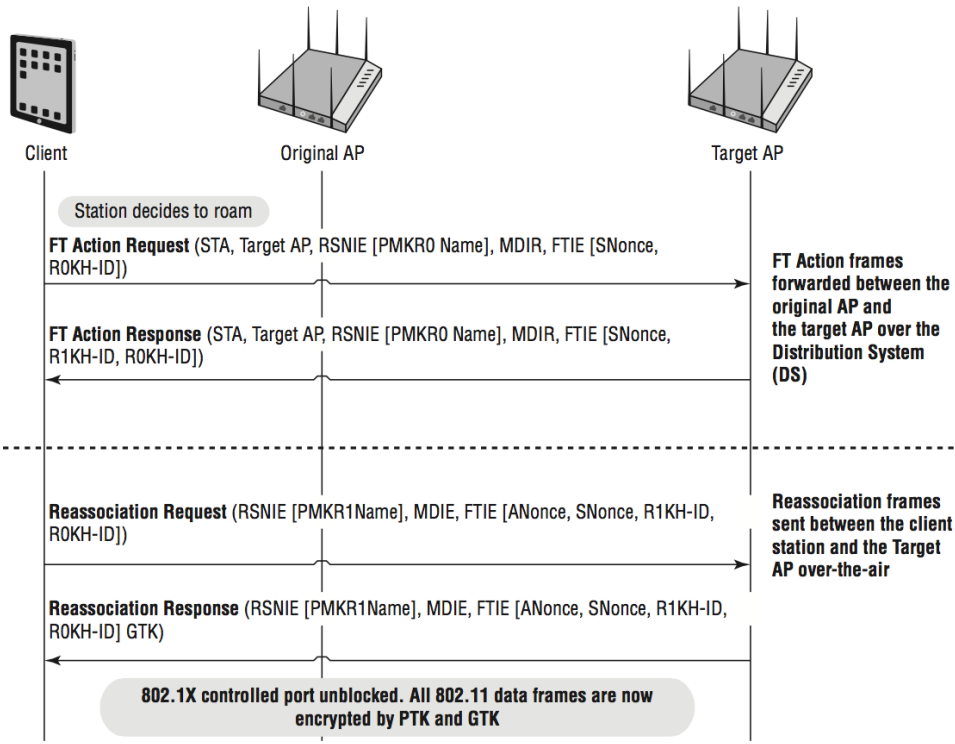 Client
Original AP
Target AP
Station decides to roam
FT Action Request (STA, Target AP, RSNIE [PMKR0 Name], MDIR, FTIE [SNonce,
R0KH-ID])
FT Action frames
forwarded between the
original AP and
the target AP over the
Distribution System
(DS)
FT Action Response (STA, Target AP, RSNIE [PMKR0 Name], MDIR, FTIE [SNonce,
R1KH-ID, R0KH-ID])
Reassociation Request (RSNIE [PMKR1Name], MDIE, FTIE [ANonce, SNonce, R1KH-ID,
R0KH-ID])
Reassociation frames
sent between the client
station and the Target
AP over-the-air
Reassociation Response (RSNIE [PMKR1Name], MDIE, FTIE [ANonce, SNonce, R1KH-ID,
R0KH-ID] GTK)
802.1X controlled port unblocked. All 802.11 data frames are now
encrypted by PTK and GTK